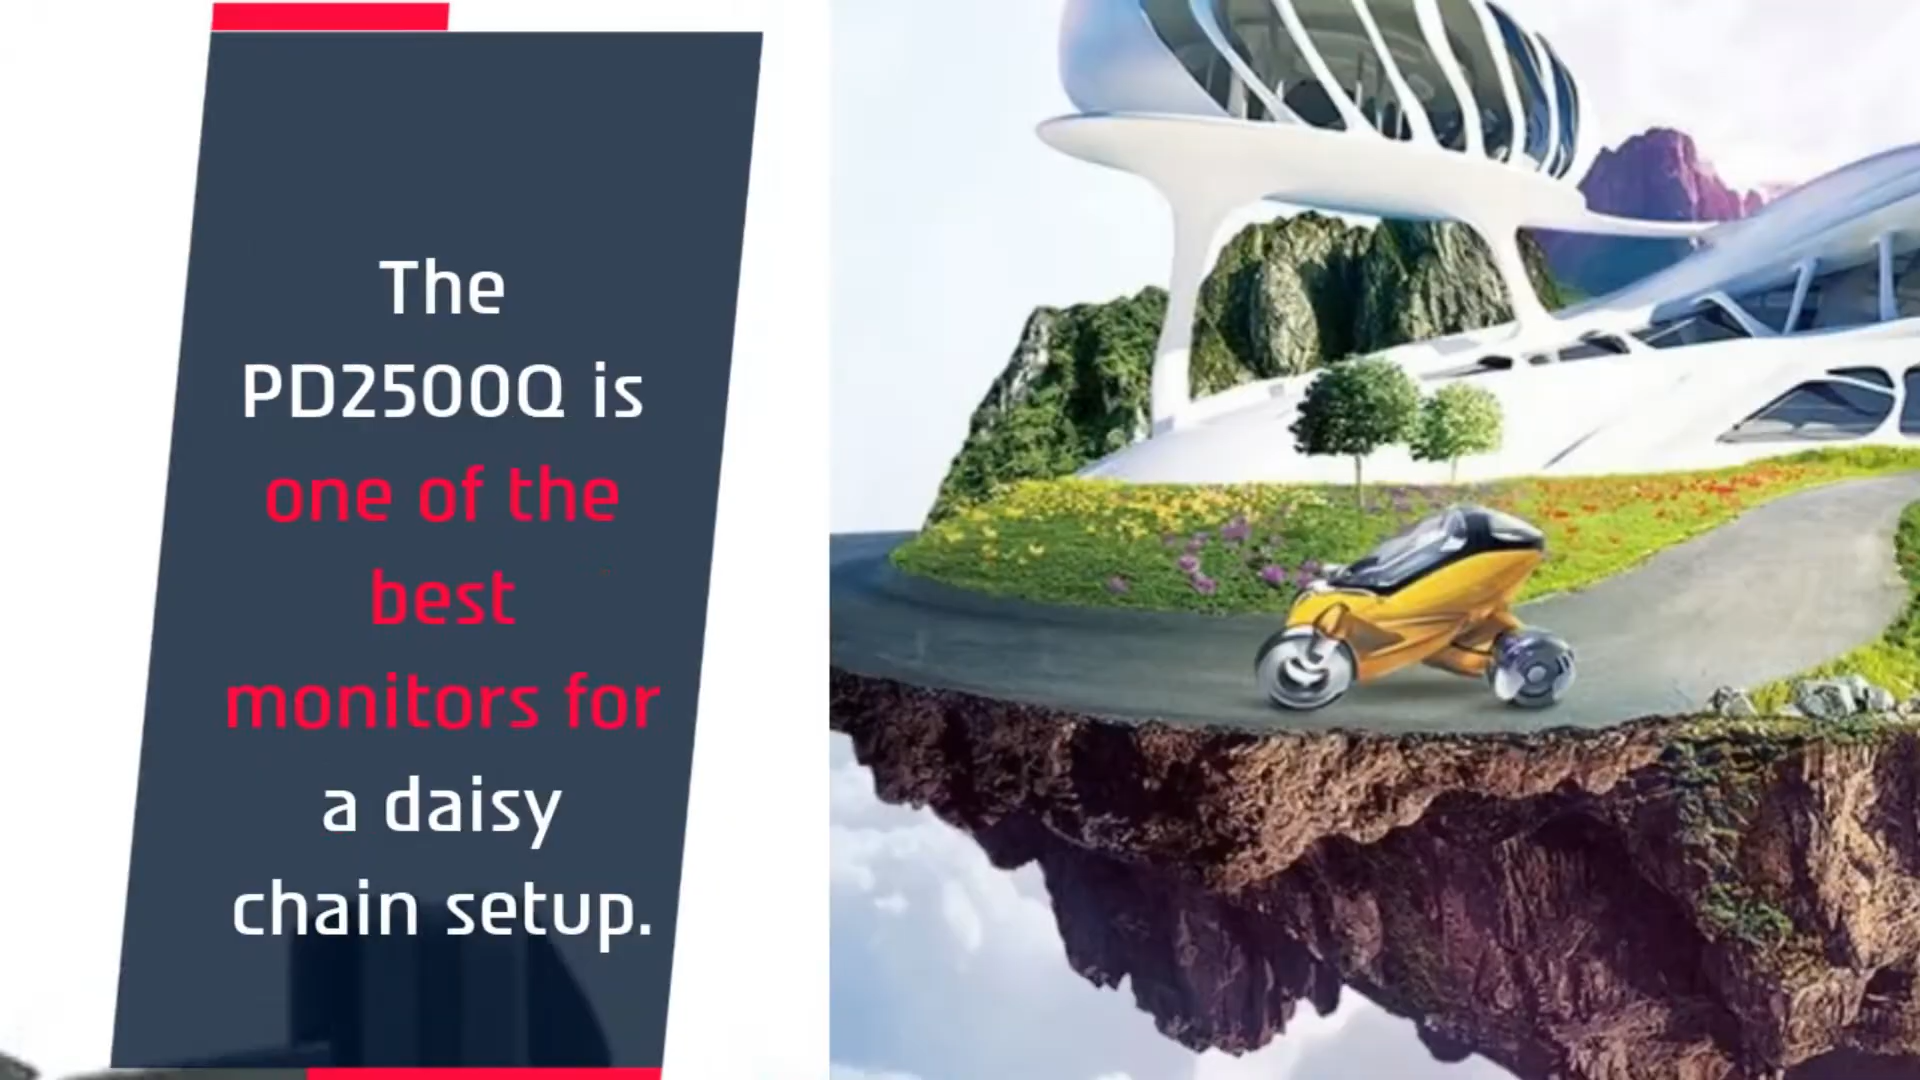 The
PD2500Q is
one of the
best
monitors for
a daisy
chain setup.